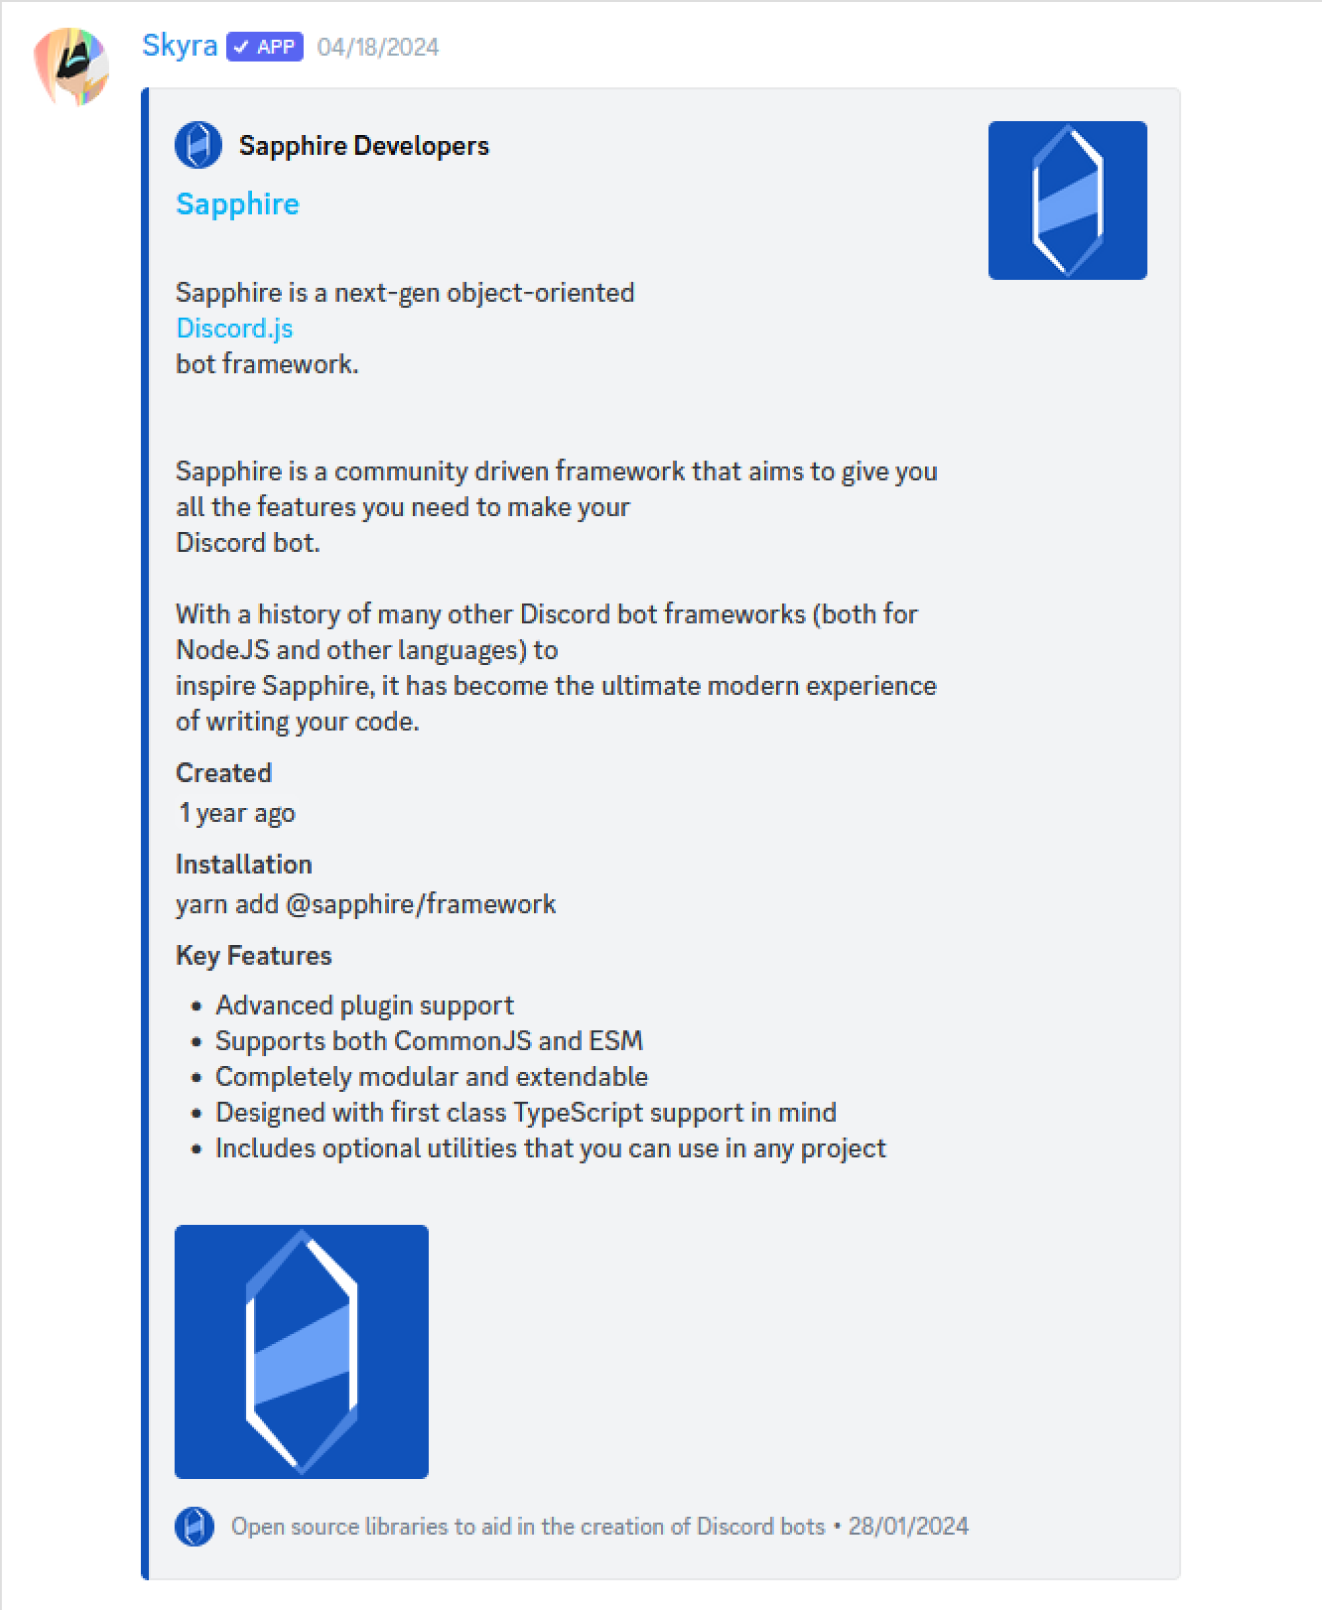 Skyra ✓ APP 04/18/2024
Sapphire Developers
Sapphire
Sapphire is a next-gen object-oriented
Discord.js
bot framework.
Sapphire is a community driven framework that aims to give you
all the features you need to make your
Discord bot.
With a history of many other Discord bot frameworks (both for
NodeJS and other languages) to
inspire Sapphire, it has become the ultimate modern experience
of writing your code.
Created
1 year ago
Installation
yarn add @sapphire/framework
Key Features
• Advanced plugin support
• Supports both CommonJS and ESM
• Completely modular and extendable
• Designed with first class TypeScript support in mind
• Includes optional utilities that you can use in any project
Open source libraries to aid in the creation of Discord bots • 28/01/2024